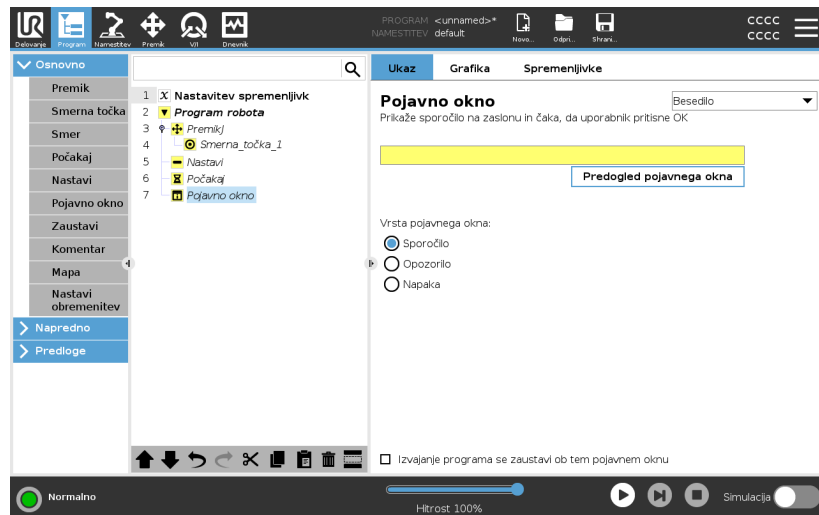 PROGRAM <unnamed>*
NAMESTITEV default
Delovanje Program Namestitev Premik V/I Dnevnik Novo... Odpri... Shrani...
cccc
cccc
Osnovno
Premik
Smerna točka
Smer
Počakaj
Nastavi
Pojavno okno
Zaustavi
Komentar
Mapa
Nastavi
obremenitev
Napredno
Predloge
1 X Nastavitev spremenljivk
2 Program robota
3 PremikJ
4 Smerna_točka_1
5 Nastavi
6 Počakaj
7 Pojavno okno
Ukaz Grafika Spremenljivke
Pojavno okno
Besedilo
Prikaže sporočilo na zaslonu in čaka, da uporabnik pritisne OK
Predogled pojavnega okna
Vrsta pojavnega okna:
Sporočilo
Opozorilo
Napaka
Izvajanje programa se zaustavi ob tem pojavnem oknu
Normalno
Hitrost 100%
Simulacija